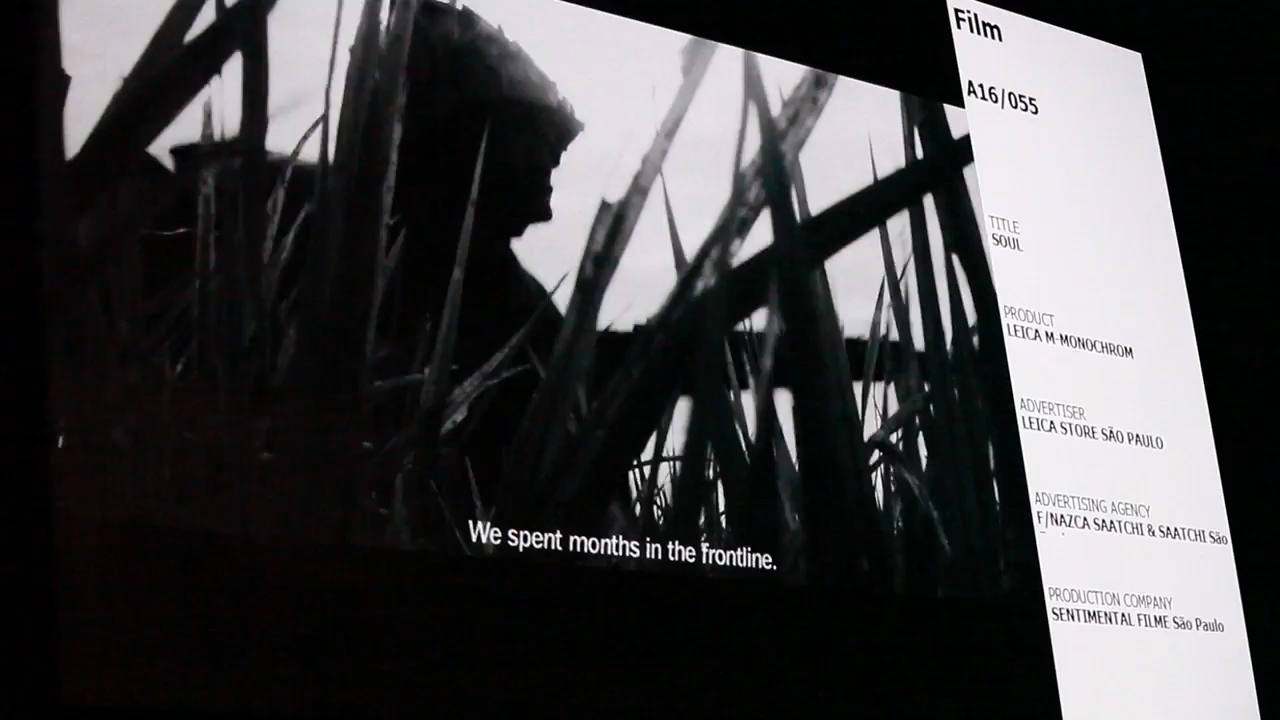 Film
A16/055
TITLE
SOUL
PRODUCT
LEICA M-MONOCHROM
ADVERTISER
LEICA STORE SÃO PAULO
ADVERTISING AGENCY
F/NAZCA SAATCHI & SAATCHI São
PRODUCTION COMPANY
SENTIMENTAL FILME São Paulo
We spent months in the frontline.